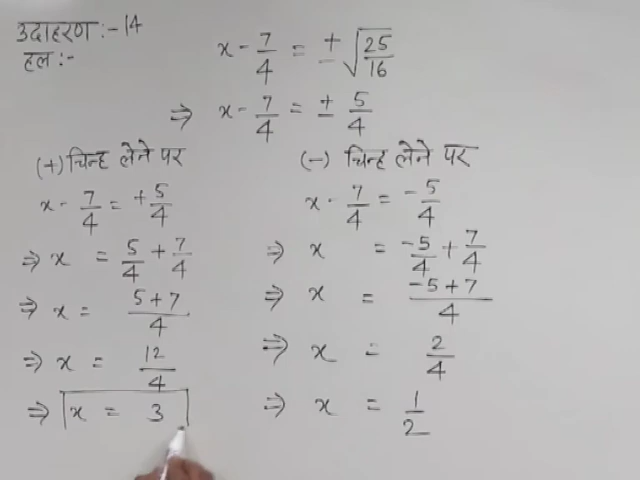 उदाहरण :- 14
हल :-
x - 7/4 = ± √25/16
⇒ x - 7/4 = ± 5/4
(+) चिन्ह लेने पर
x - 7/4 = +5/4
⇒ x = 5/4 + 7/4
⇒ x = 5+7/4
⇒ x = 12/4
⇒ x = 3
(-) चिन्ह लेने पर
x - 7/4 = -5/4
⇒ x = -5/4 + 7/4
⇒ x = -5+7/4
⇒ x = 2/4
⇒ x = 1/2